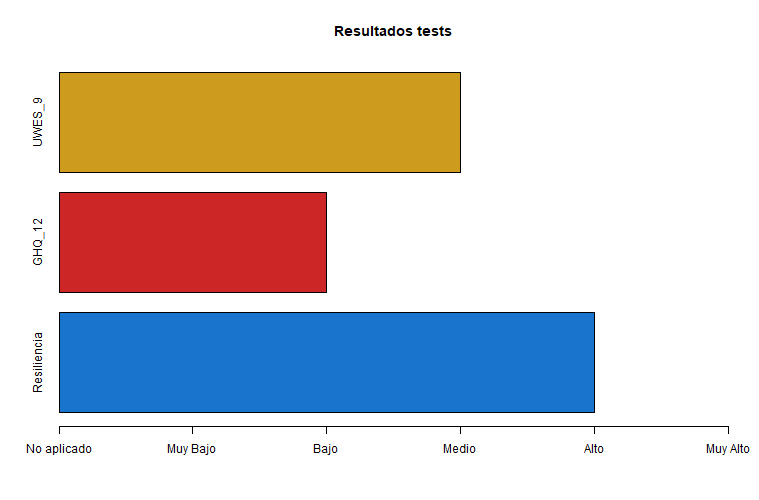 Resultados tests
UWES_9
GHQ_12
Resiliencia
No aplicado Muy Bajo Bajo Medio Alto Muy Alto